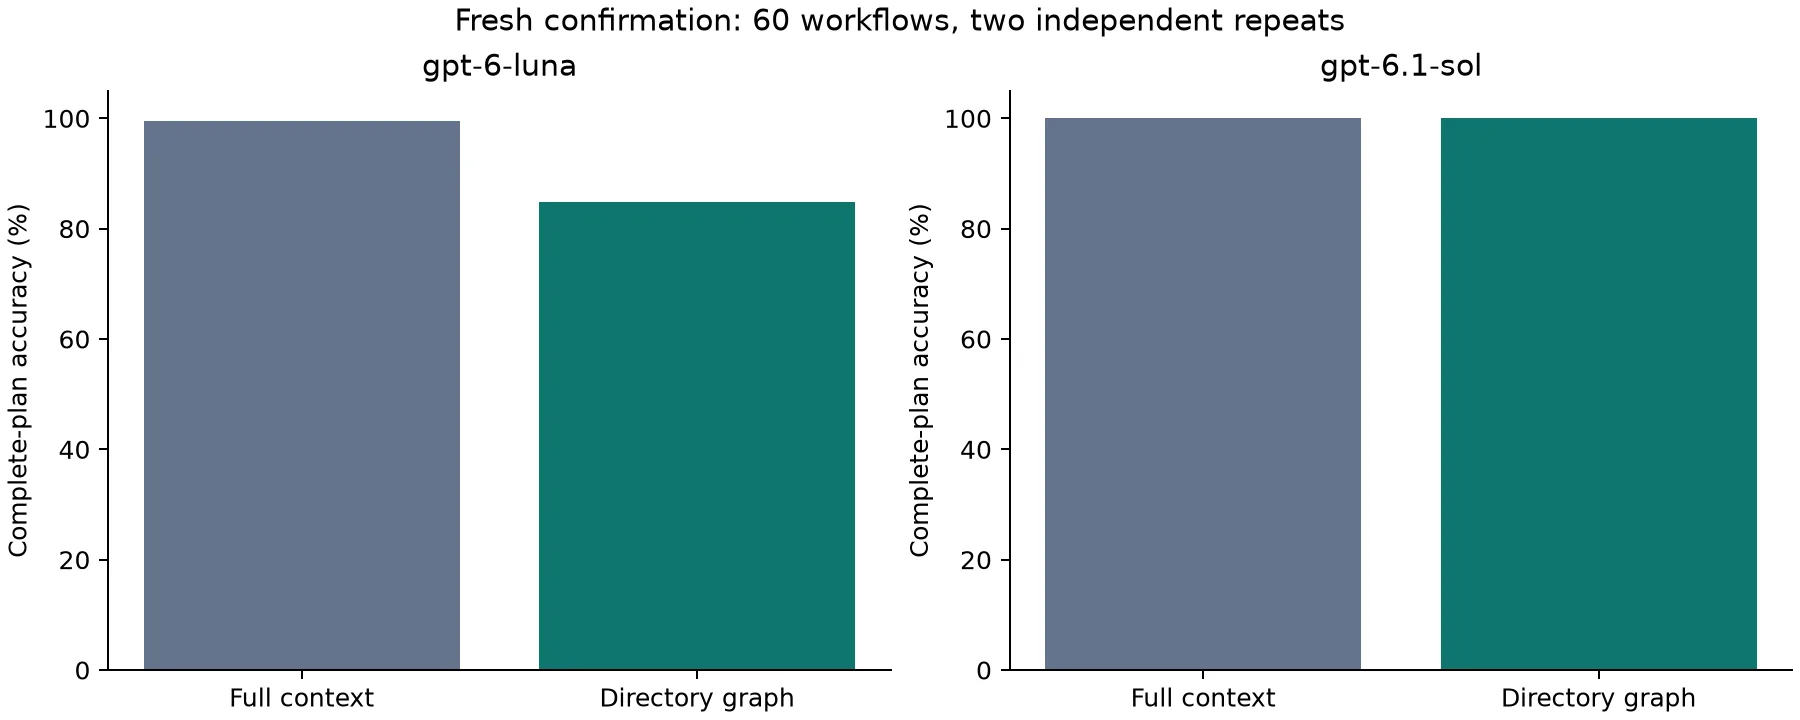 Fresh confirmation: 60 workflows, two independent repeats
gpt-6-luna
Complete-plan accuracy (%)
100
80
60
40
20
0
Full context
Directory graph
gpt-6.1-sol
Complete-plan accuracy (%)
100
80
60
40
20
0
Full context
Directory graph